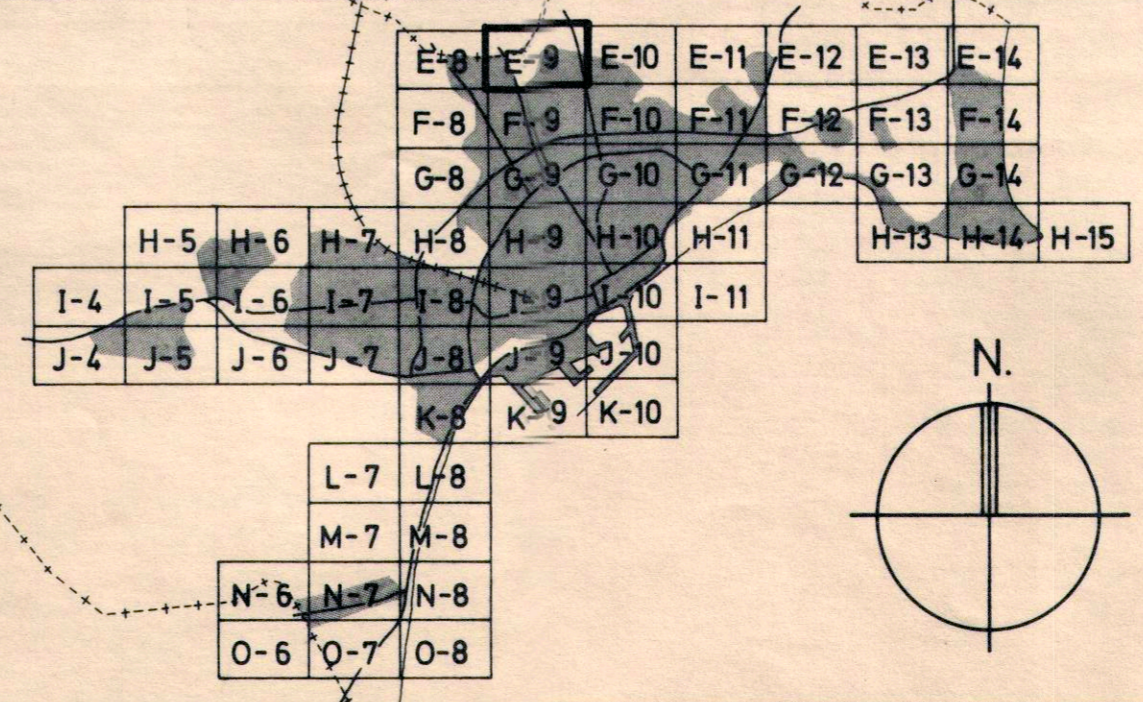 E-8 E-9 E-10 E-11 E-12 E-13 E-14
F-8 F-9 F-10 F-11 F-12 F-13 F-14
G-8 G-9 G-10 G-11 G-12 G-13 G-14
H-5 H-6 H-7 H-8 H-9 H-10 H-11 H-13 H-14 H-15
I-4 I-5 I-6 I-7 I-8 I-9 I-10 I-11
J-4 J-5 J-6 J-7 J-8 J-9 J-10
N.
K-8 K-9 K-10
L-7 L-8
M-7 M-8
N-6 N-7 N-8
O-6 O-7 O-8